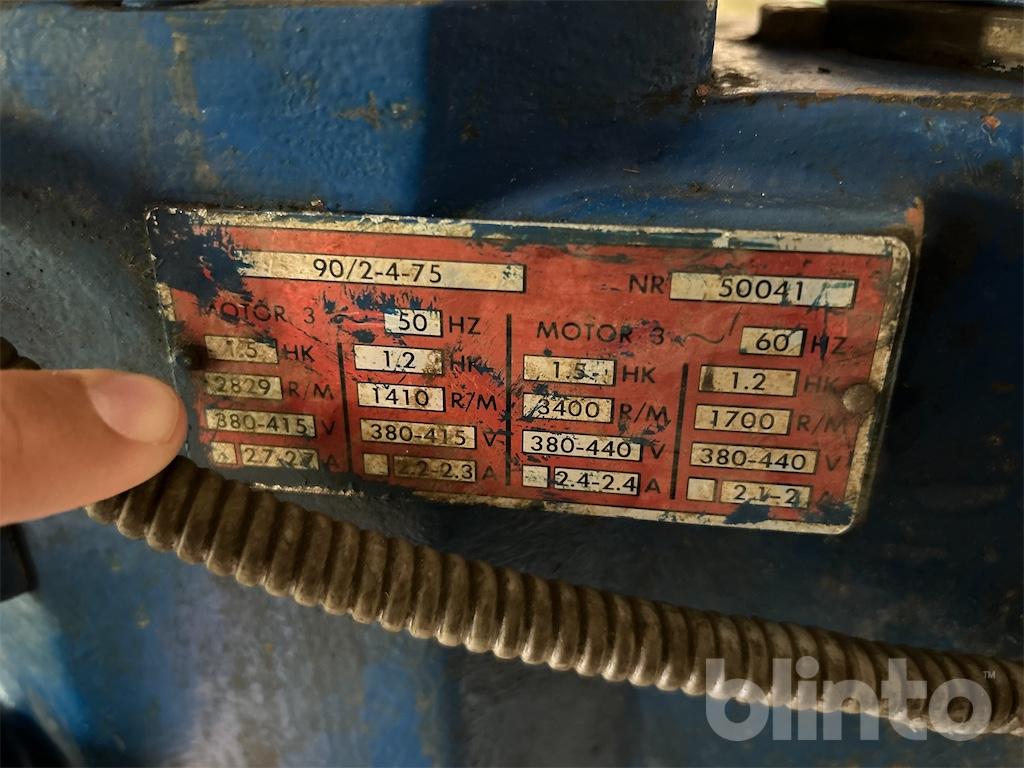 90/2-4-75 NR 50041
MOTOR 3~ 50 HZ MOTOR 3~ 60 HZ
1.5 HK 1.2 HK 1.5 HK 1.2 HK
2829 R/M 1410 R/M 3400 R/M 1700 R/M
380-415 V 380-415 V 380-440 V 380-440 V
2.7-2.7 A 2.2-2.3 A 2.4-2.4 A 2.1-2 A
blinto™